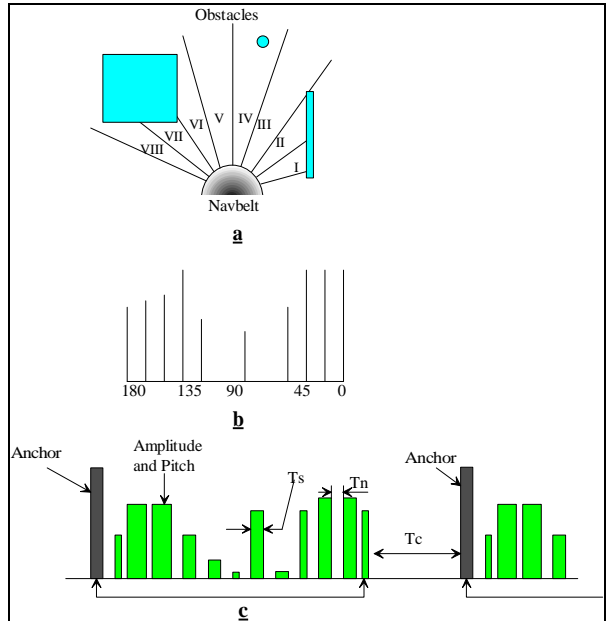 Obstacles
VIII
VII
VI
V
IV
III
II
I
Navbelt
a
180 135 90 45 0
b
Anchor
Amplitude
and Pitch
Ts
Tn
Anchor
Tc
c